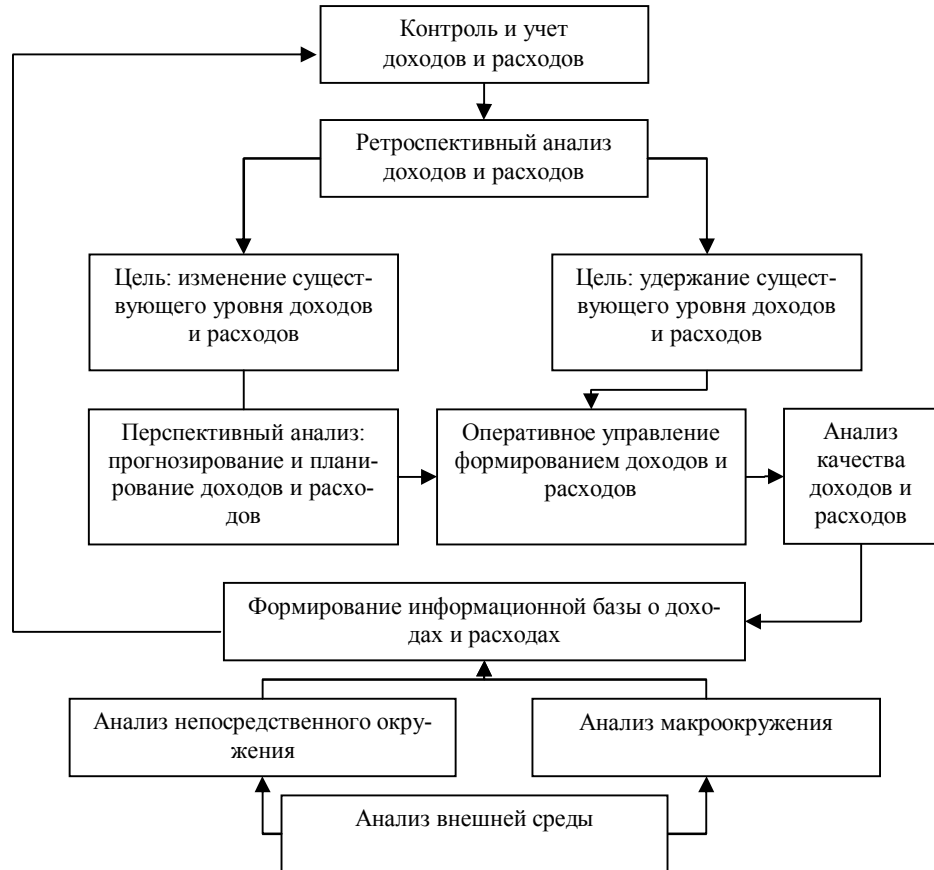 Контроль и учет
доходов и расходов
Ретроспективный анализ
доходов и расходов
Цель: изменение сущест-
вующего уровня доходов
и расходов
Цель: удержание сущест-
вующего уровня доходов
и расходов
Перспективный анализ:
прогнозирование и плани-
рование доходов и расхо-
дов
Оперативное управление
формированием доходов и
расходов
Анализ
качества
доходов и
расходов
Формирование информационной базы о дохо-
дах и расходах
Анализ непосредственного окру-
жения
Анализ макроокружения
Анализ внешней среды